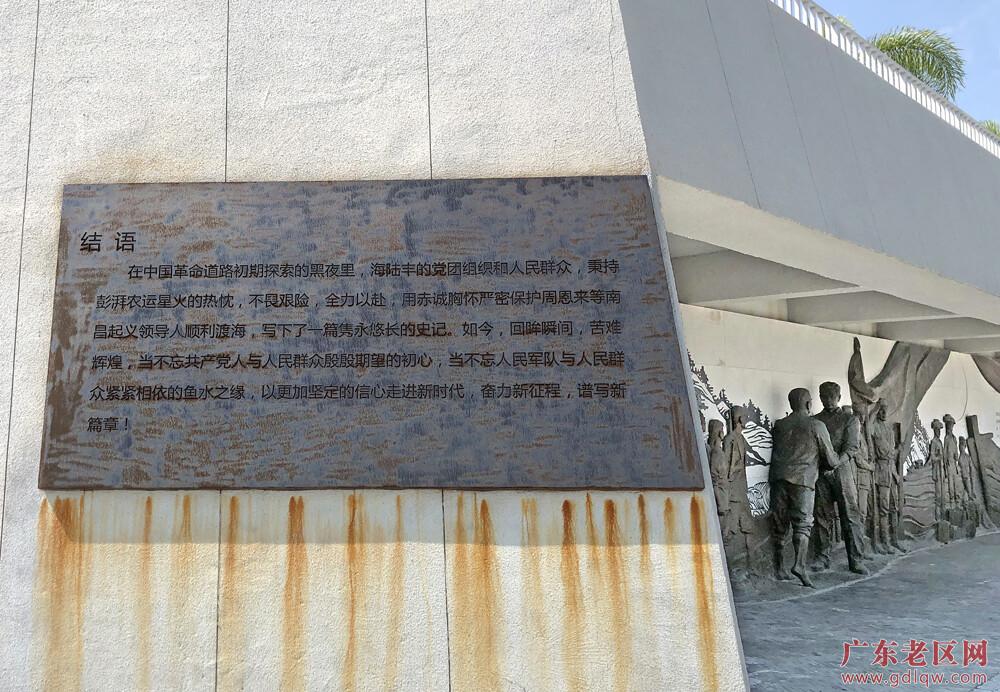 结语
在中国革命道路初期探索的黑夜里，海陆丰的党团组织和人民群众，秉持
彭湃农运星火的热忱，不畏艰险，全力以赴，用赤诚胸怀严密保护周恩来等南
昌起义领导人顺利渡海，写下了一篇隽永悠长的史记。如今，回眸瞬间，苦难
辉煌，当不忘共产党人与人民群众殷殷期望的初心，当不忘人民军队与人民群
众紧紧相依的鱼水之缘，以更加坚定的信心走进新时代，奋力新征程，谱写新
篇章！
广东老区网
www.gdlqw.com